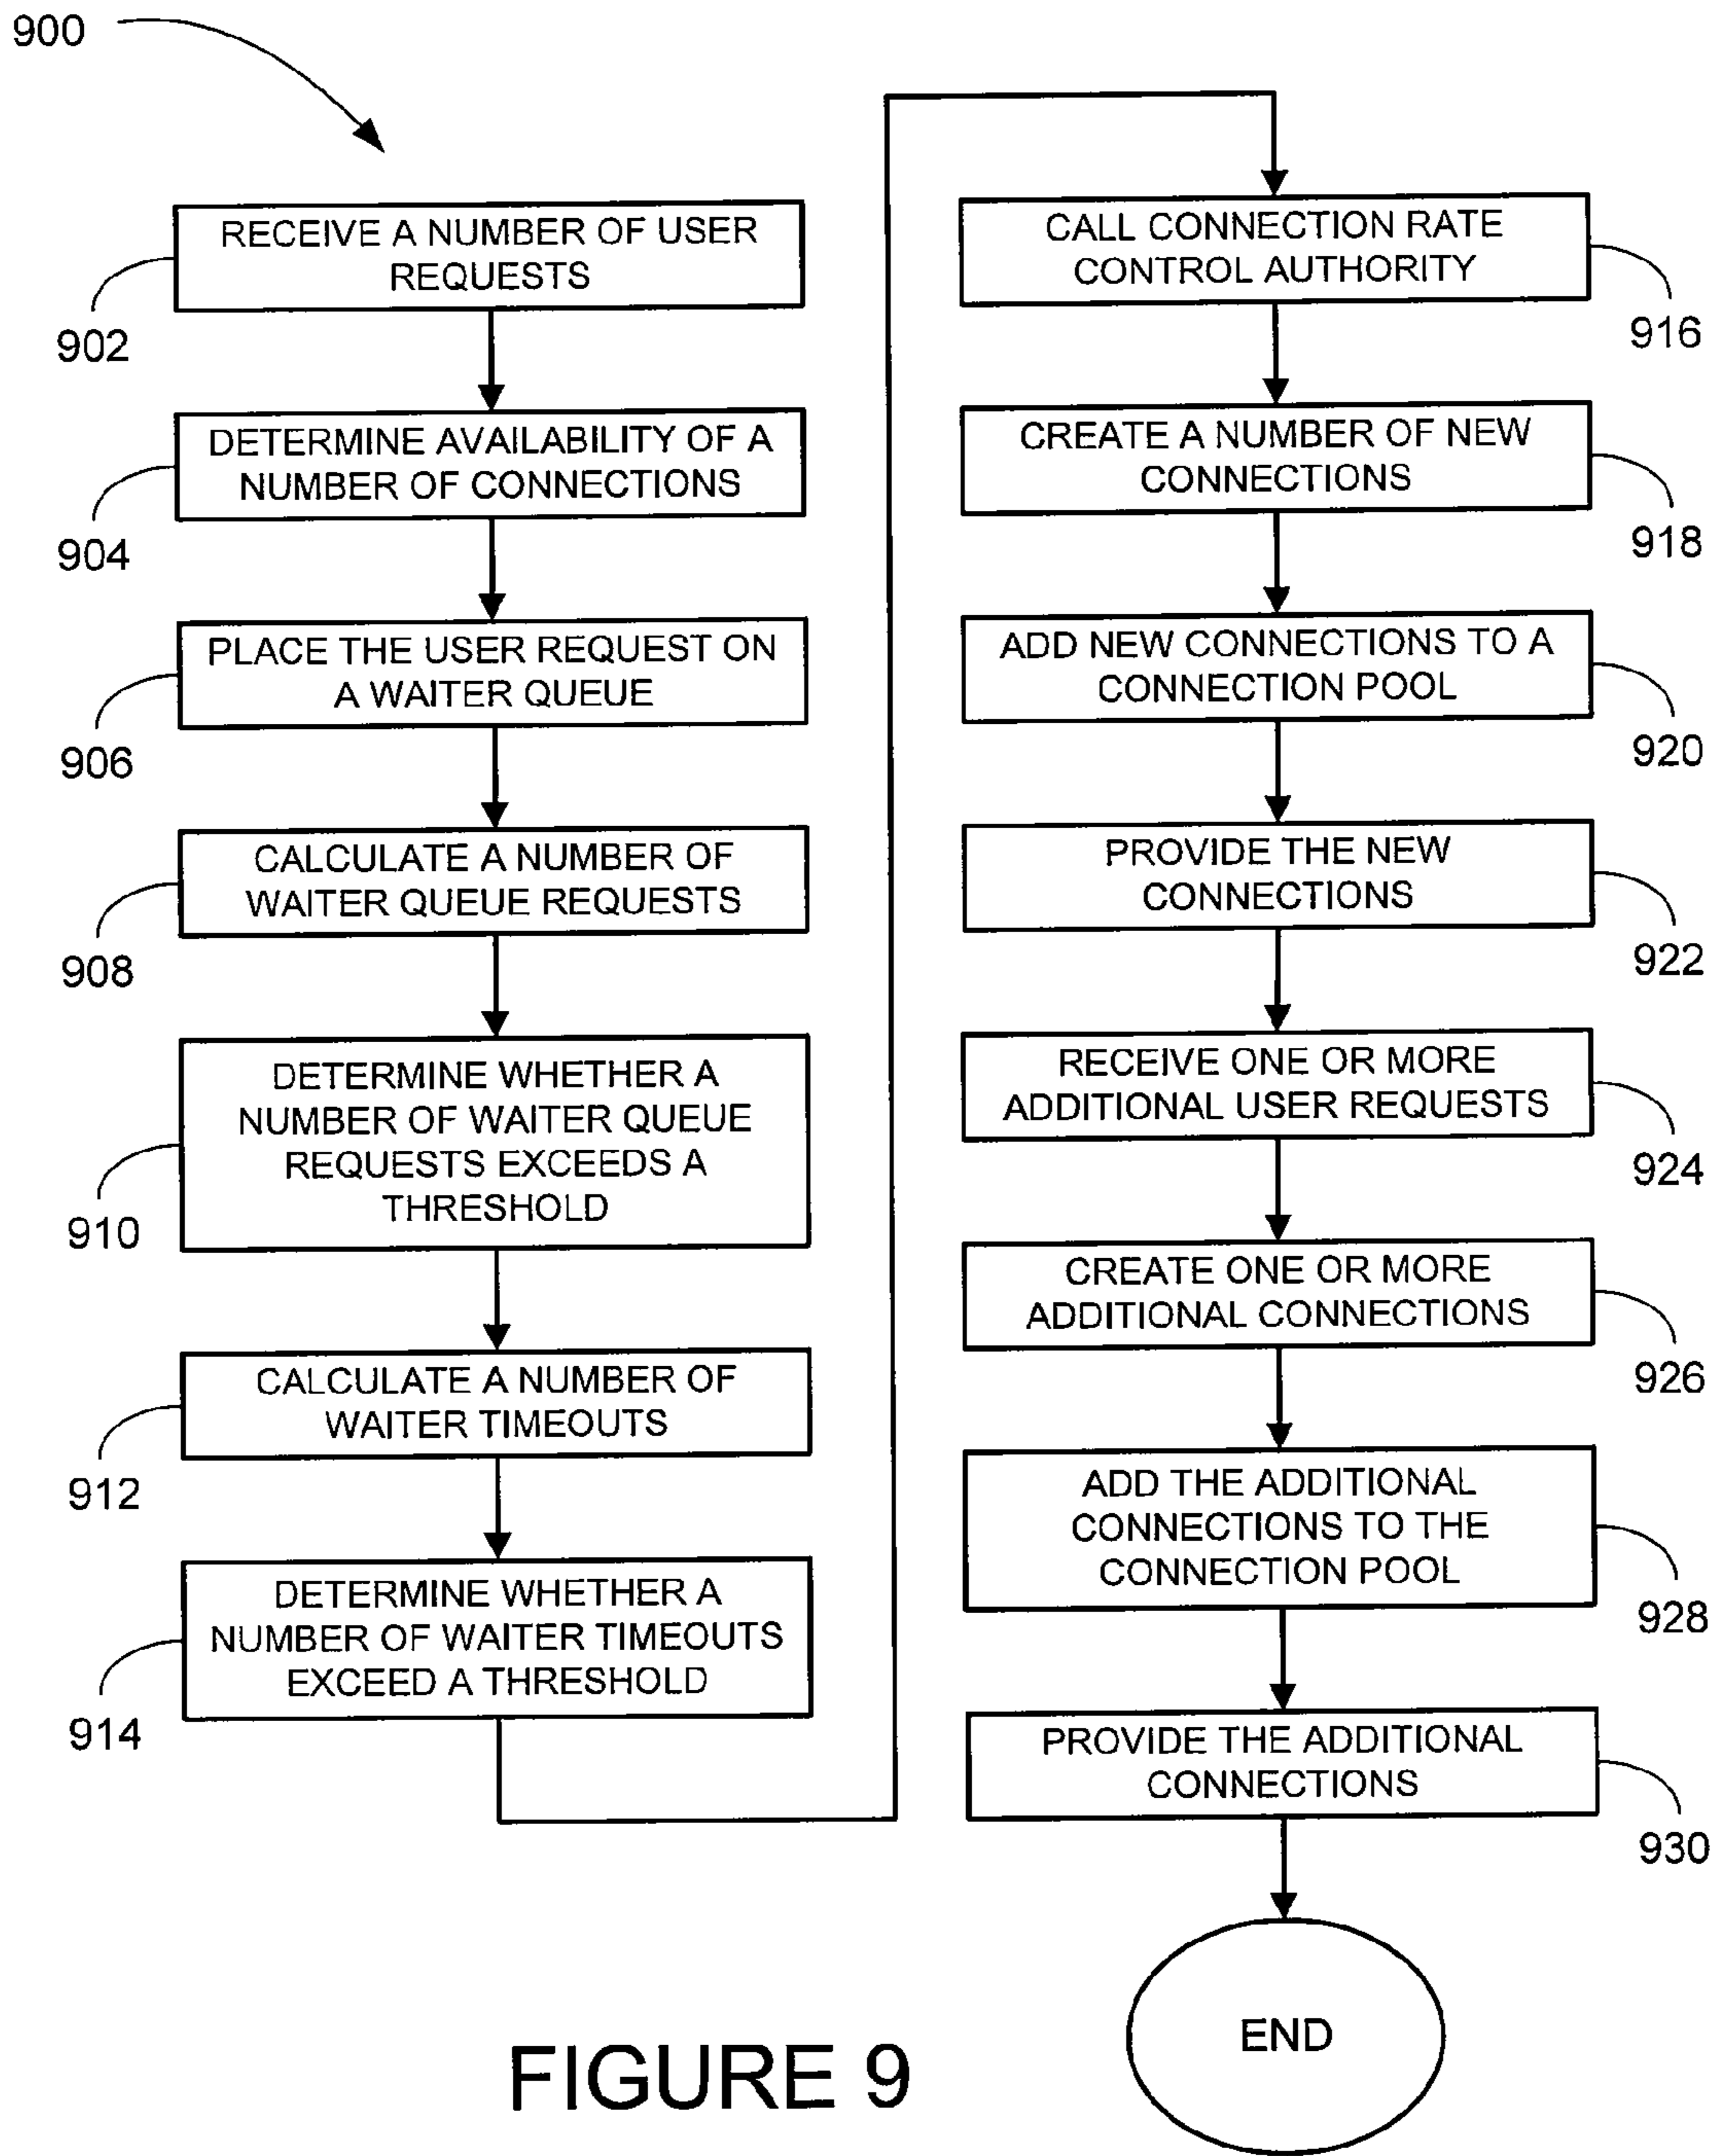 900
RECEIVE A NUMBER OF USER
REQUESTS
902
DETERMINE AVAILABILITY OF A
NUMBER OF CONNECTIONS
904
PLACE THE USER REQUEST ON
A WAITER QUEUE
906
CALCULATE A NUMBER OF
WAITER QUEUE REQUESTS
908
DETERMINE WHETHER A
NUMBER OF WAITER QUEUE
REQUESTS EXCEEDS A
THRESHOLD
910
CALCULATE A NUMBER OF
WAITER TIMEOUTS
912
DETERMINE WHETHER A
NUMBER OF WAITER TIMEOUTS
EXCEED A THRESHOLD
914
CALL CONNECTION RATE
CONTROL AUTHORITY
916
CREATE A NUMBER OF NEW
CONNECTIONS
918
ADD NEW CONNECTIONS TO A
CONNECTION POOL
920
PROVIDE THE NEW
CONNECTIONS
922
RECEIVE ONE OR MORE
ADDITIONAL USER REQUESTS
924
CREATE ONE OR MORE
ADDITIONAL CONNECTIONS
926
ADD THE ADDITIONAL
CONNECTIONS TO THE
CONNECTION POOL
928
PROVIDE THE ADDITIONAL
CONNECTIONS
930
END
FIGURE 9